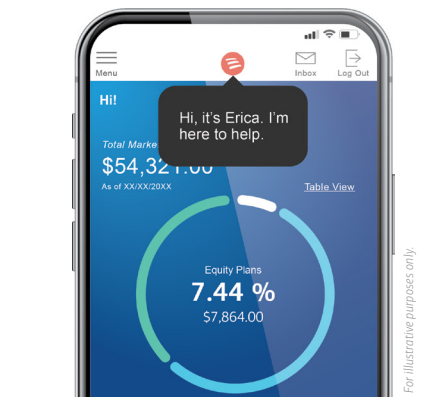 Menu
Inbox
Log Out
Hi!
Hi, it's Erica. I'm
here to help.
Total Marke
$54,321.00
As of XX/XX/20XX
Table View
Equity Plans
7.44 %
$7,864.00
For illustrative purposes only.